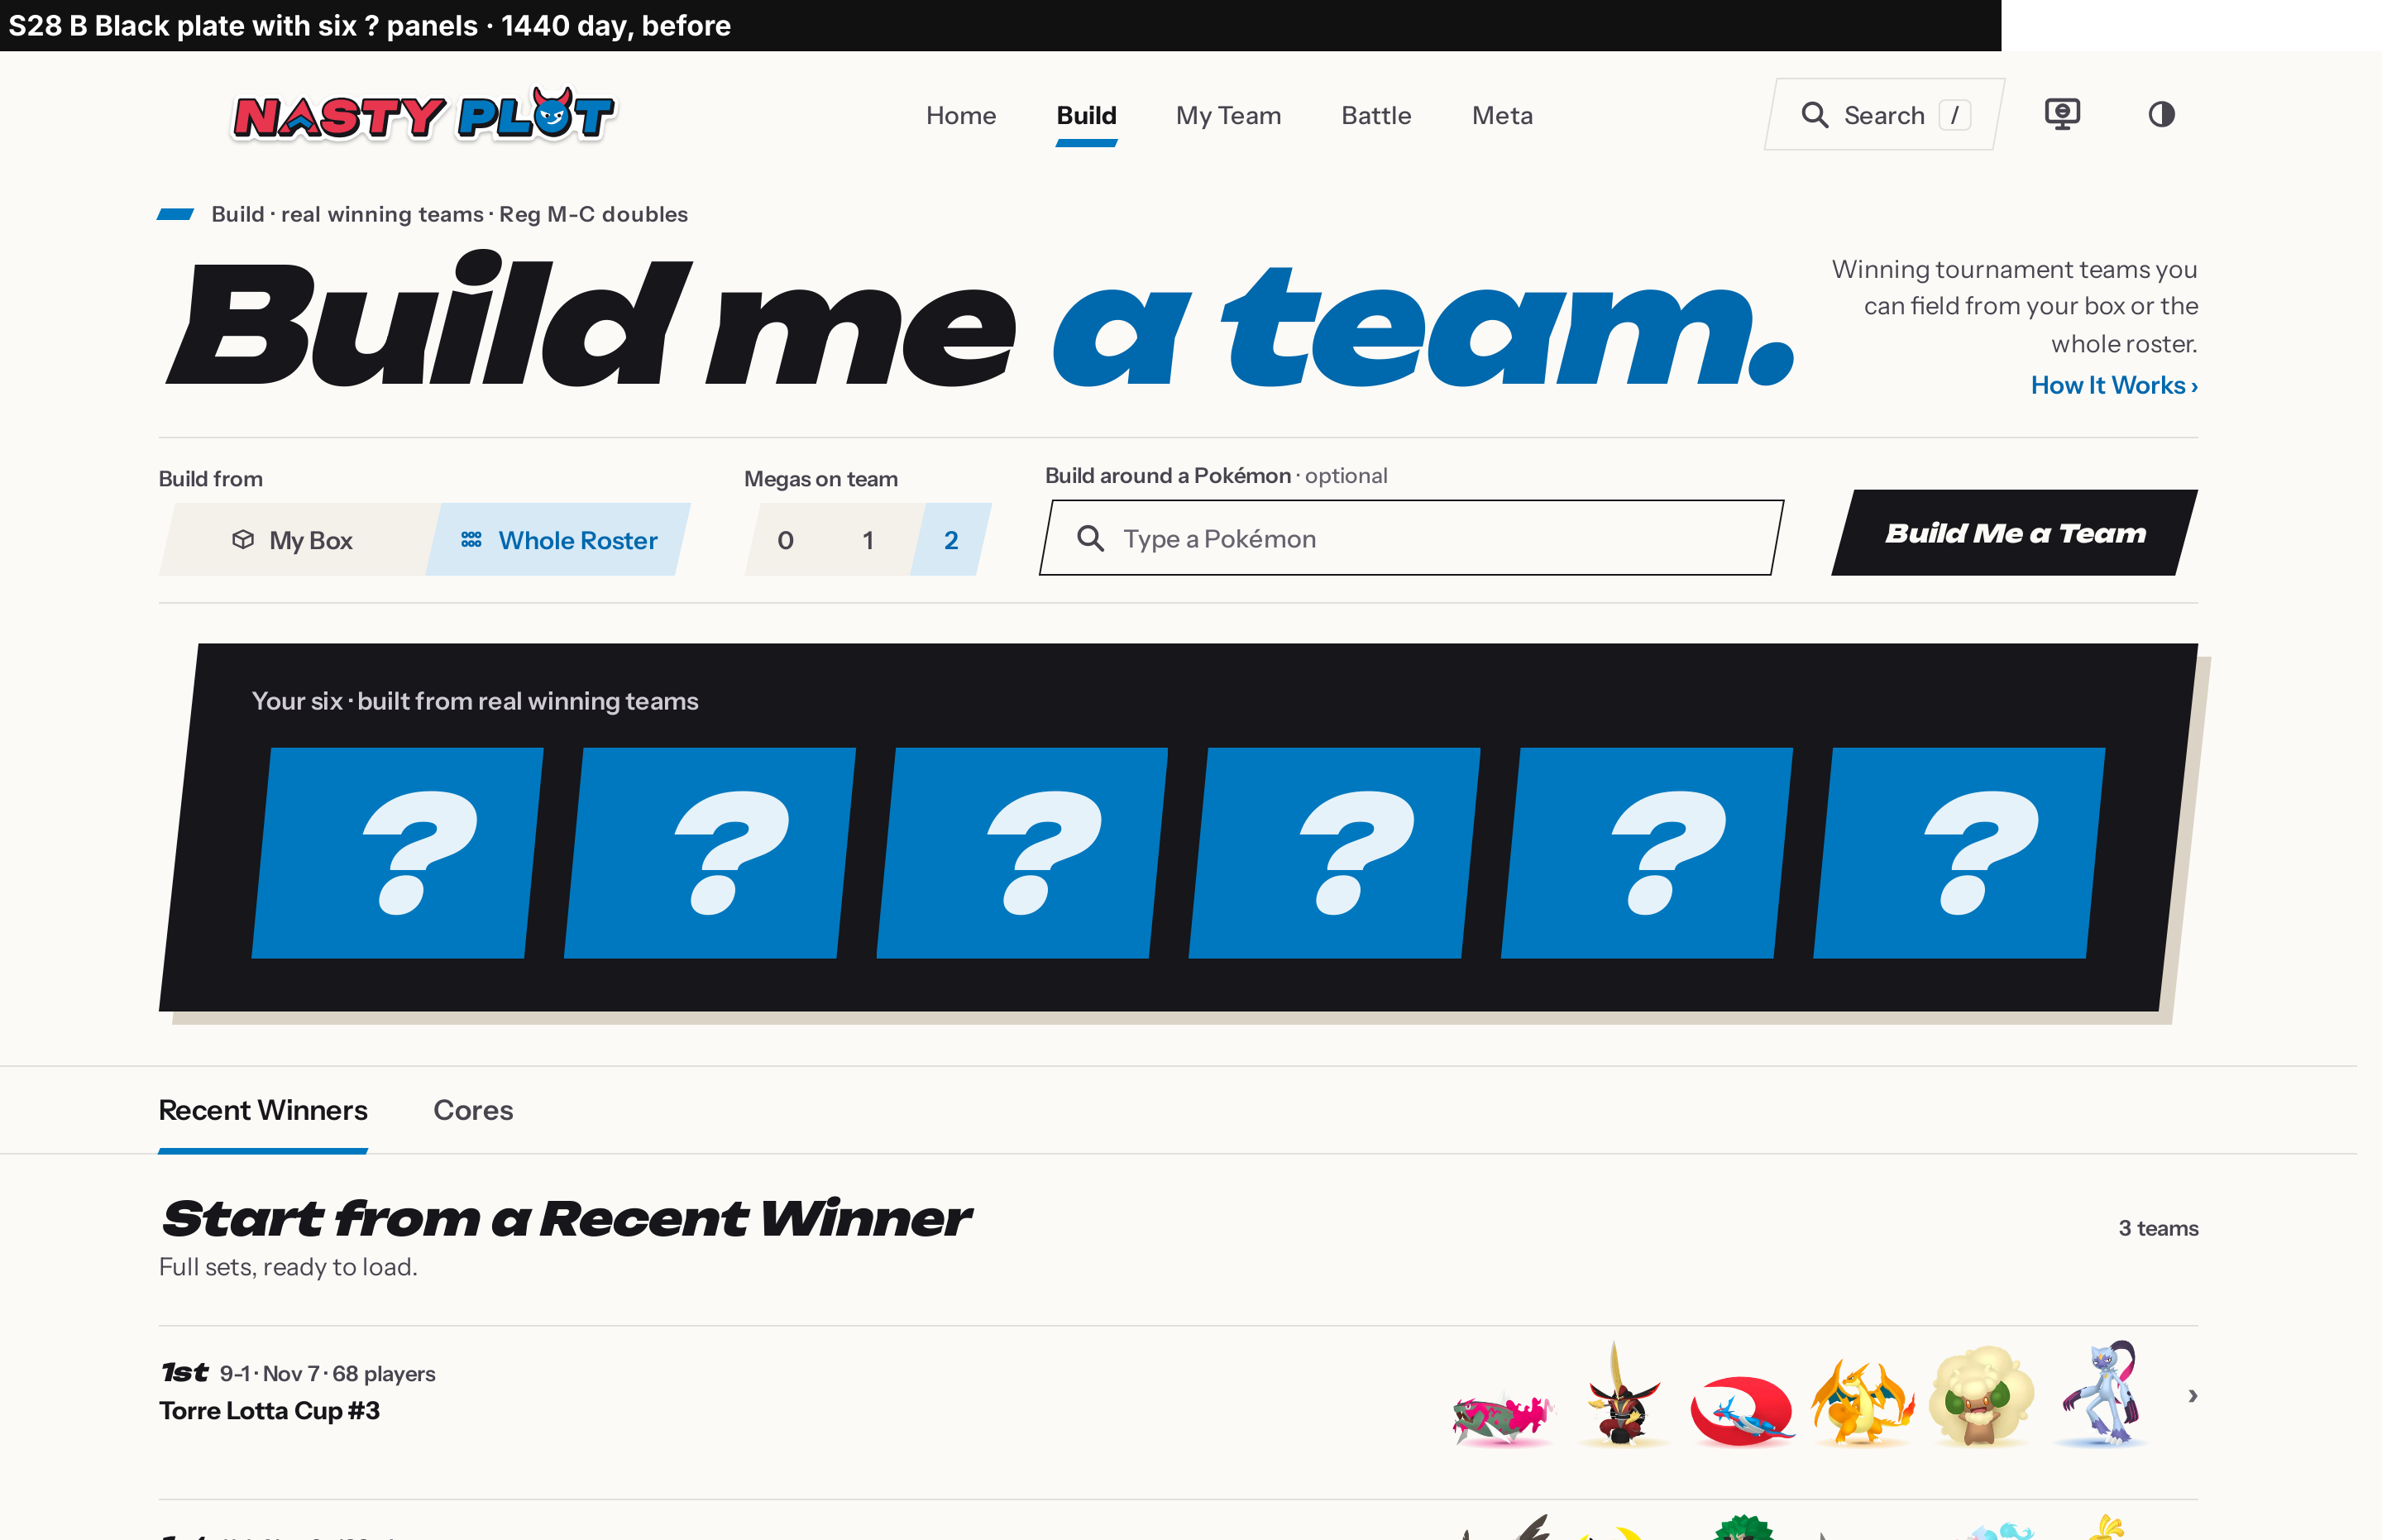 S28 B Black plate with six ? panels · 1440 day, before
NASTY PLOT
Home
Build
My Team
Battle
Meta
Search /
Build · real winning teams · Reg M-C doubles
Build me a team.
Winning tournament teams you
can field from your box or the
whole roster.
How It Works ›
Build from
My Box
Whole Roster
Megas on team
0 1 2
Build around a Pokémon · optional
Type a Pokémon
Build Me a Team
Your six · built from real winning teams
? ? ? ? ? ?
Recent Winners
Cores
Start from a Recent Winner
3 teams
Full sets, ready to load.
1st 9-1 · Nov 7 · 68 players
Torre Lotta Cup #3
›